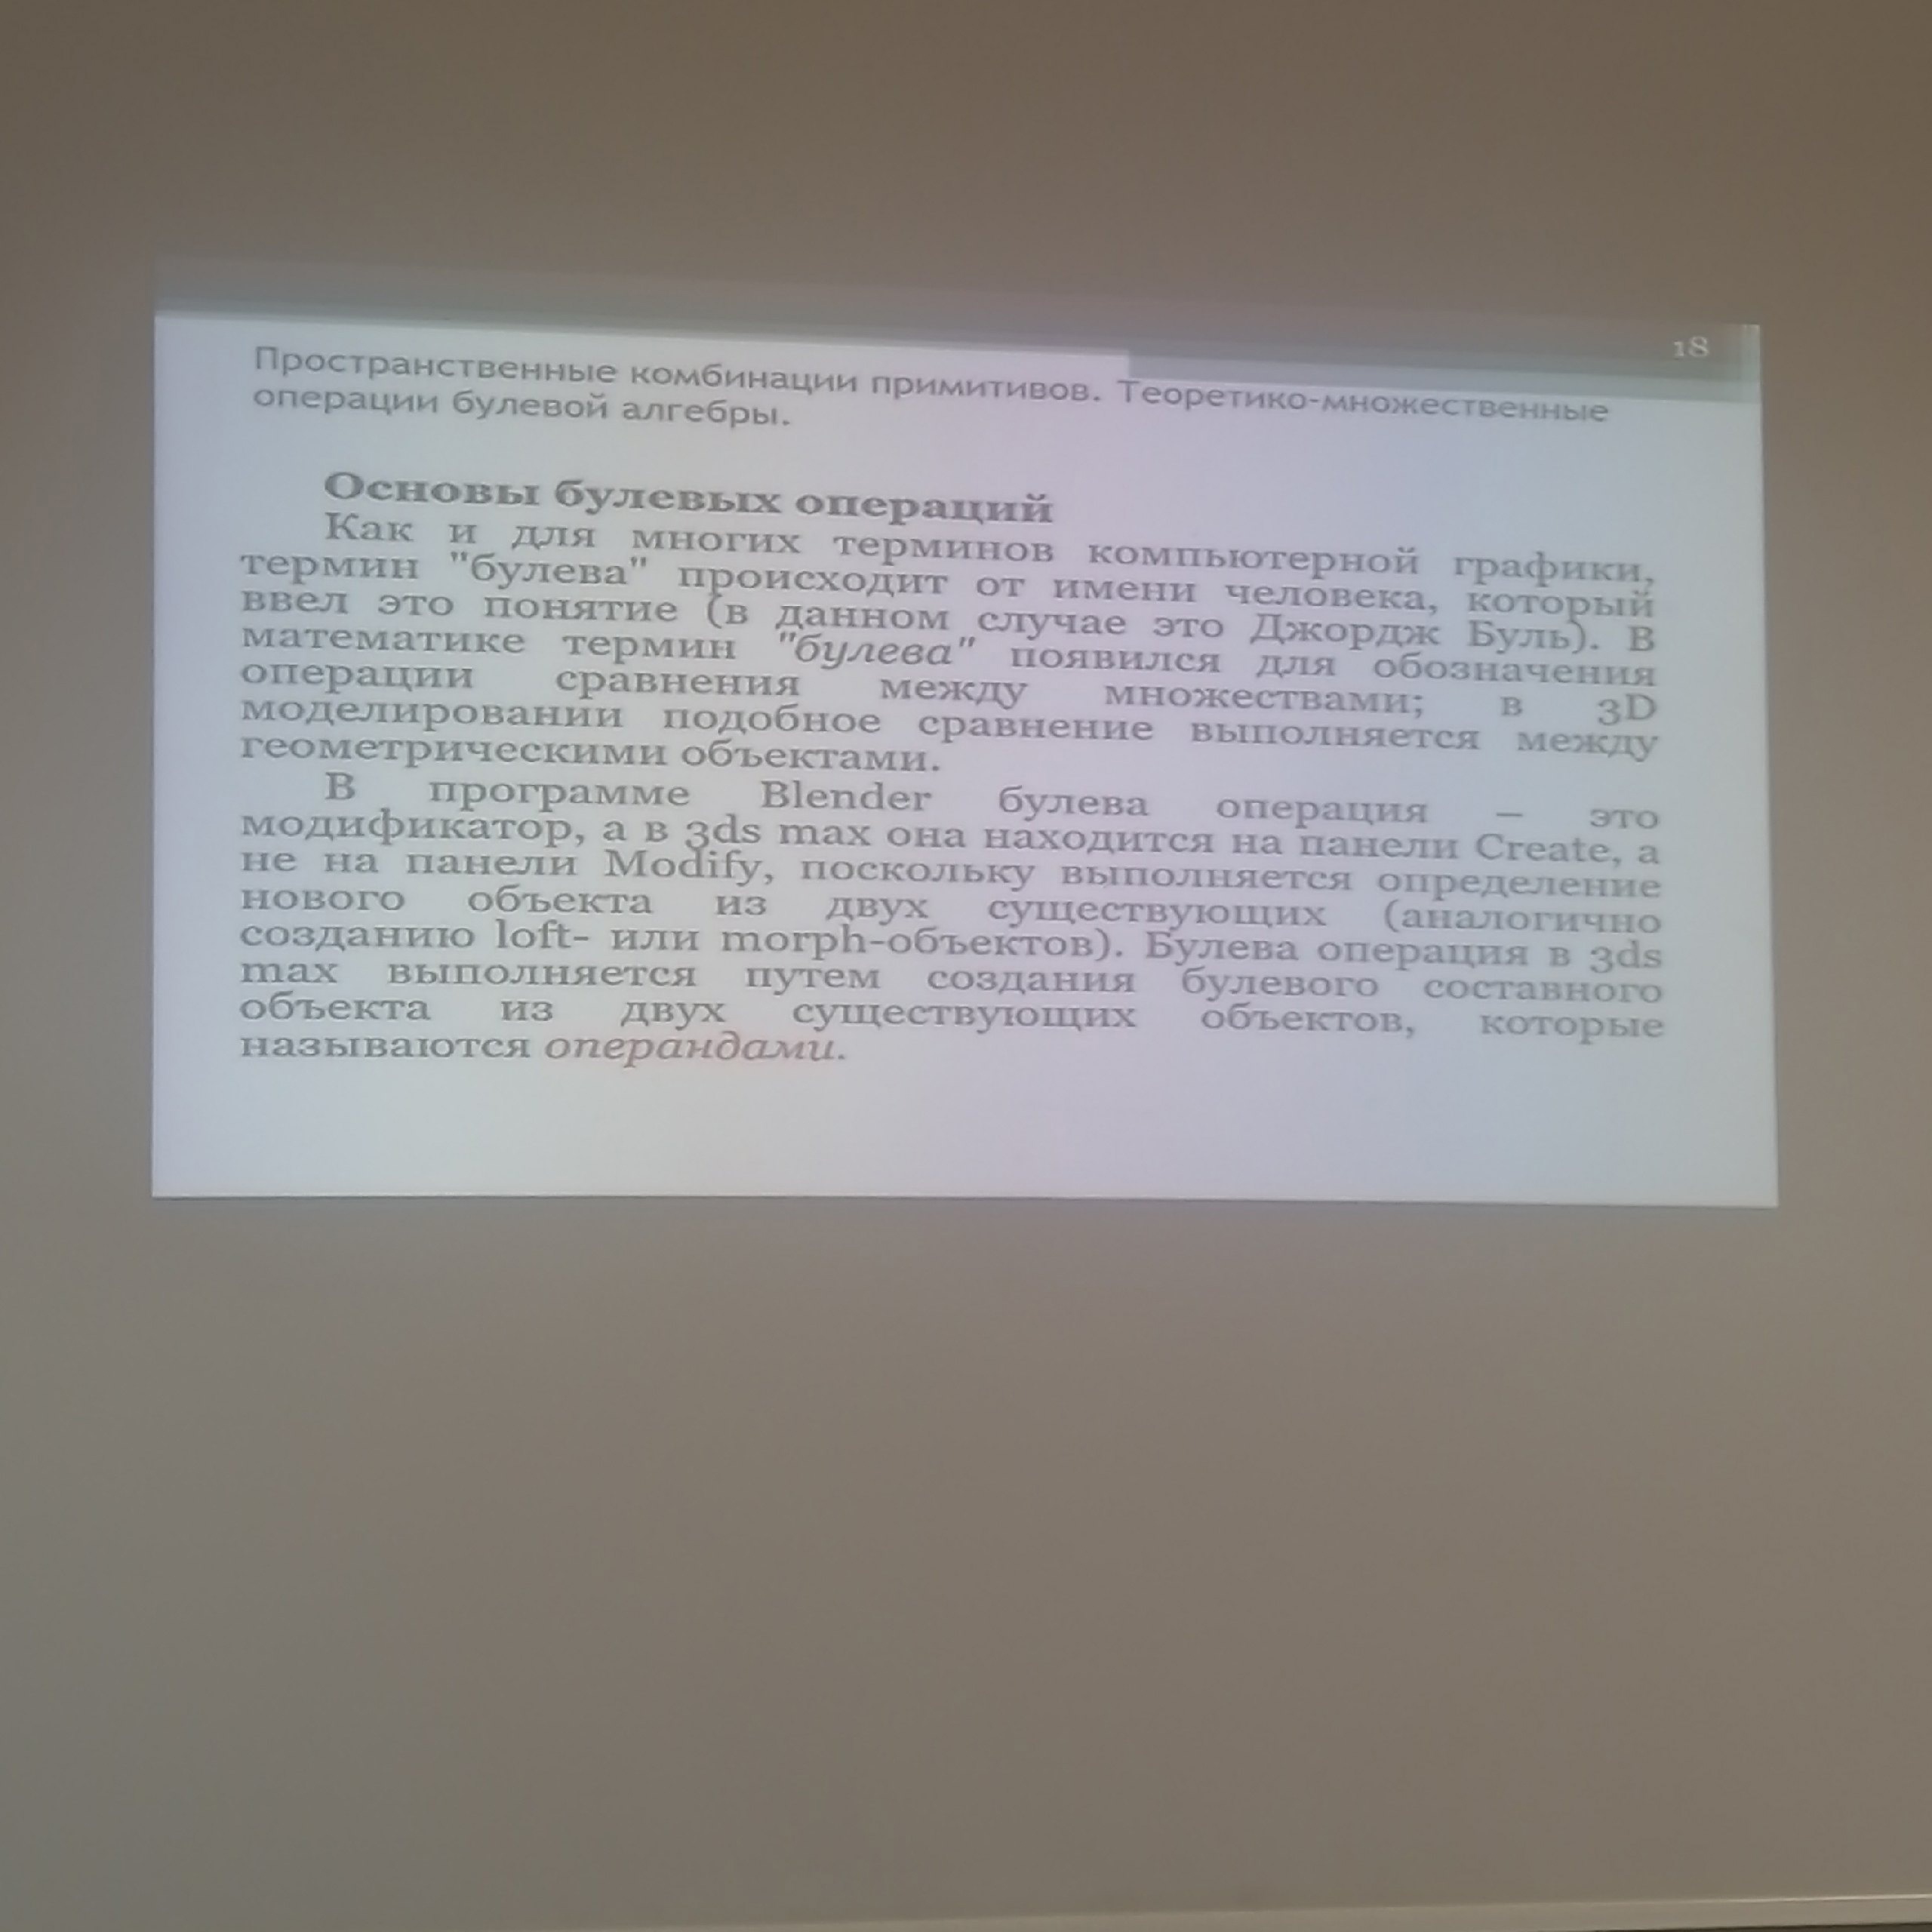 18
Пространственные комбинации примитивов. Теоретико-множественные
операции булевой алгебры.
Основы булевых операций
Как и для многих терминов компьютерной графики,
термин "булева" происходит от имени человека, который
ввел это понятие (в данном случае это Джордж Буль). В
математике термин "булева" появился для обозначения
операции сравнения между множествами; в 3D
моделировании подобное сравнение выполняется между
геометрическими объектами.
В программе Blender булева операция – это
модификатор, а в 3ds max она находится на панели Create, а
не на панели Modify, поскольку выполняется определение
нового объекта из двух существующих (аналогично
созданию loft- или morph-объектов). Булева операция в 3ds
max выполняется путем создания булевого составного
объекта из двух существующих объектов, которые
называются операндами.